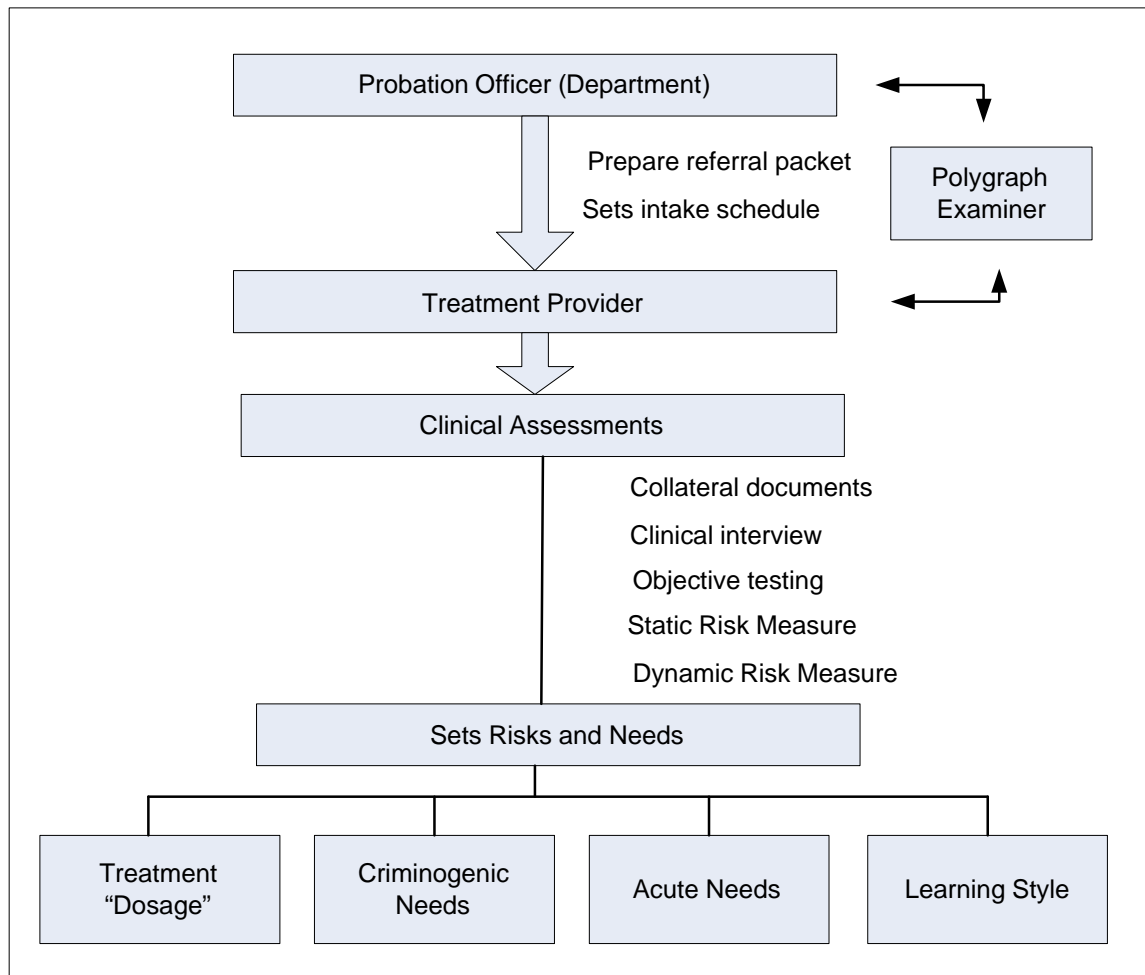 Probation Officer (Department)
Prepare referral packet
Sets intake schedule
Polygraph
Examiner
Treatment Provider
Clinical Assessments
Collateral documents
Clinical interview
Objective testing
Static Risk Measure
Dynamic Risk Measure
Sets Risks and Needs
Treatment
“Dosage”
Criminogenic
Needs
Acute Needs
Learning Style